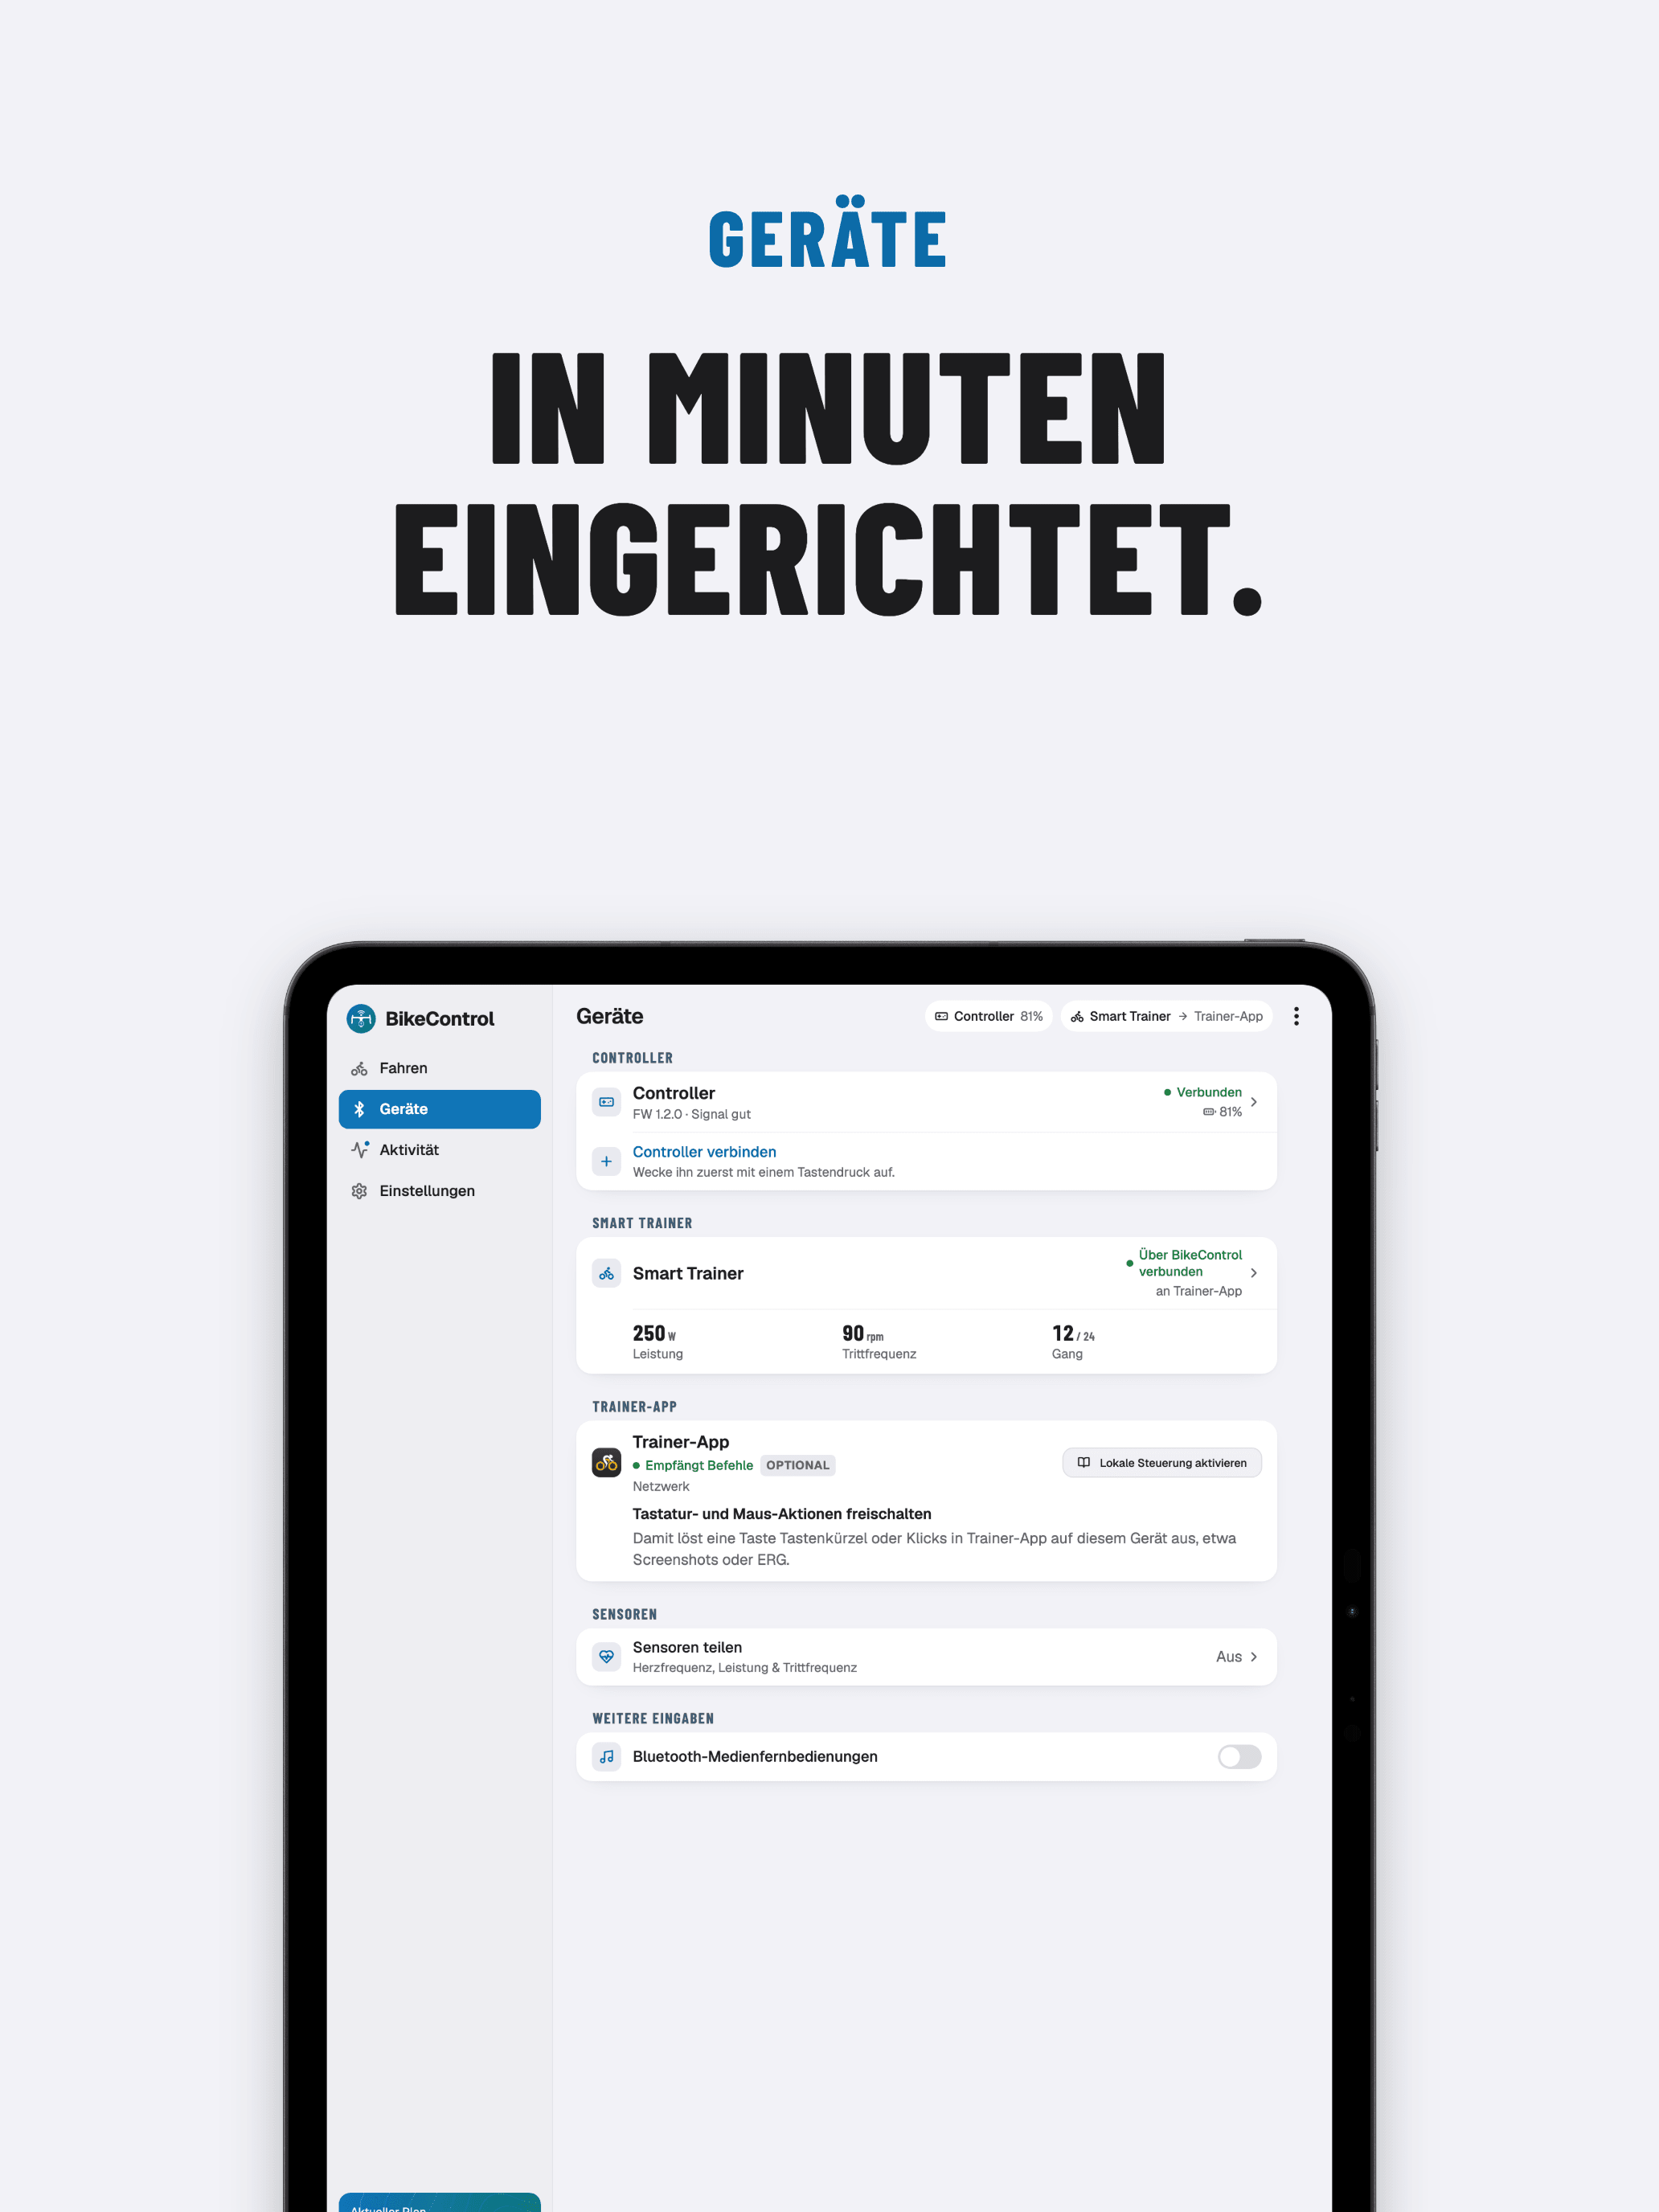 GERÄTE
IN MINUTEN
EINGERICHTET.
BikeControl
Fahren
Geräte
Aktivität
Einstellungen
Geräte
Controller 81%
Smart Trainer → Trainer-App
CONTROLLER
Controller
FW 1.2.0 · Signal gut
Verbunden
81%
Controller verbinden
Wecke ihn zuerst mit einem Tastendruck auf.
SMART TRAINER
Smart Trainer
Über BikeControl
verbunden
an Trainer-App
250 W
Leistung
90 rpm
Trittfrequenz
12 / 24
Gang
TRAINER-APP
Trainer-App
Empfängt Befehle OPTIONAL
Netzwerk
Lokale Steuerung aktivieren
Tastatur- und Maus-Aktionen freischalten
Damit löst eine Taste Tastenkürzel oder Klicks in Trainer-App auf diesem Gerät aus, etwa
Screenshots oder ERG.
SENSOREN
Sensoren teilen
Herzfrequenz, Leistung & Trittfrequenz
Aus
WEITERE EINGABEN
Bluetooth-Medienfernbedienungen
Aktueller Plan